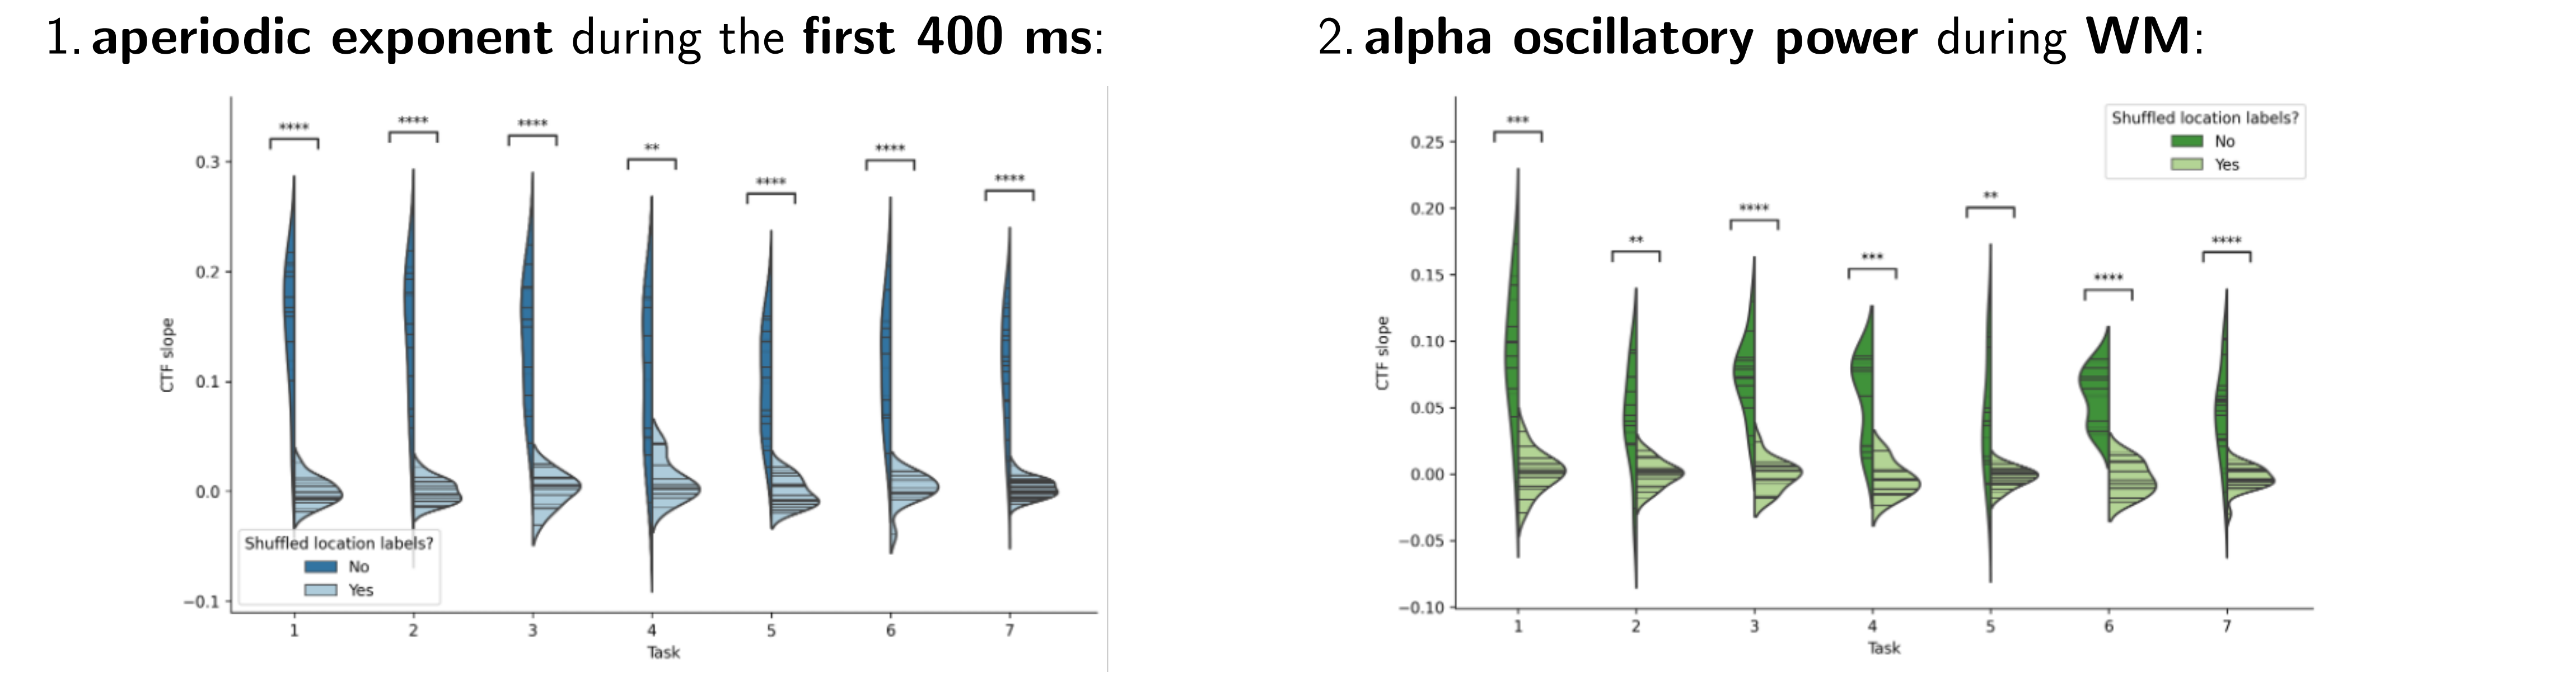 1. aperiodic exponent during the first 400 ms:
2. alpha oscillatory power during WM:
CTF slope
0.3
0.2
0.1
0.0
−0.1
****
****
****
**
****
****
****
Shuffled location labels?
No
Yes
1 2 3 4 5 6 7
Task
CTF slope
0.25
0.20
0.15
0.10
0.05
0.00
−0.05
−0.10
***
**
****
***
**
****
****
Shuffled location labels?
No
Yes
1 2 3 4 5 6 7
Task